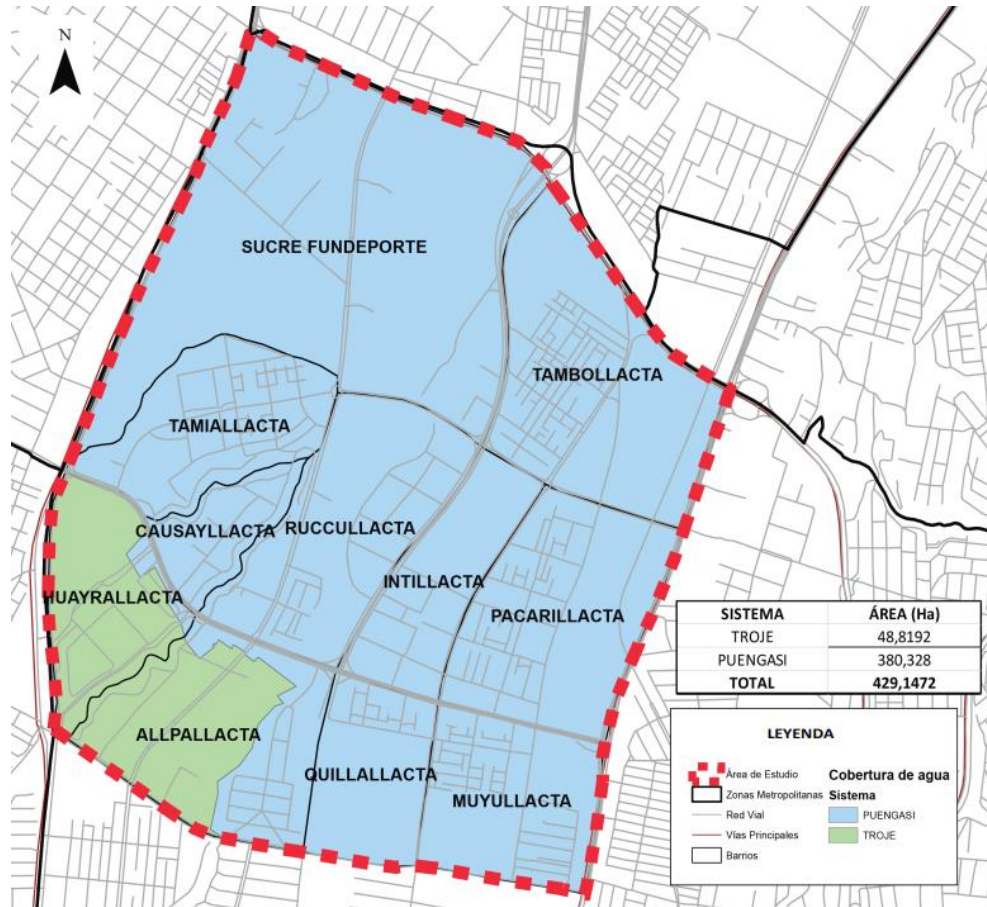 N
SUCRE FUNDEPORTE
TAMBOLLACTA
TAMIALLACTA
CAUSAYLLACTA
RUCCULLACTA
HUAYRALLACTA
INTILLACTA
PACARILLACTA
ALLPALLACTA
QUILLALLACTA
MUYULLACTA
SISTEMA ÁREA (Ha)
TROJE 48,8192
PUENGASI 380,328
TOTAL 429,1472
LEYENDA
Área de Estudio
Zonas Metropolitanas
Red Vial
Vías Principales
Barrios
Cobertura de agua
Sistema
PUENGASI
TROJE